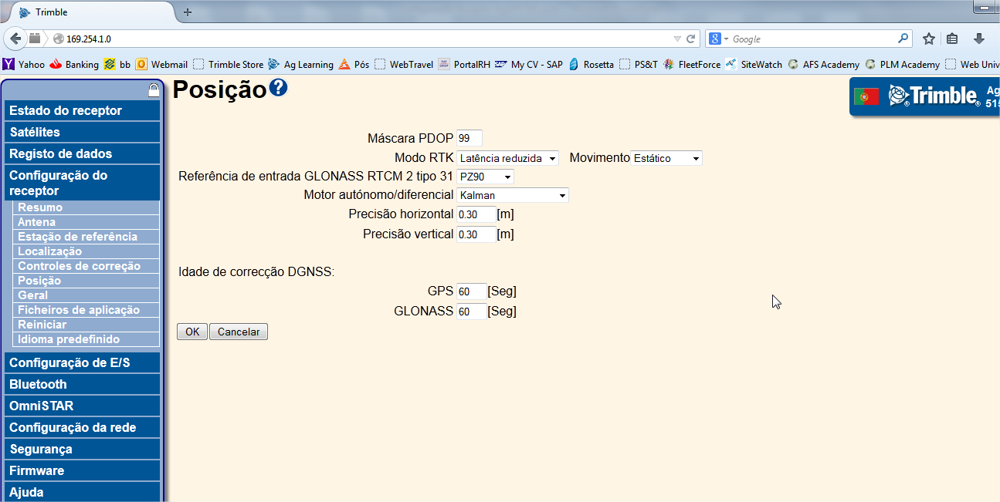 Trimble
169.254.1.0
Google
Yahoo Banking bb Webmail Trimble Store Ag Learning Pós WebTravel PortalRH My CV - SAP Rosetta PS&T FleetForce SiteWatch AFS Academy PLM Academy Web Univ
Posição
Trimble Ag
515
Estado do receptor
Satélites
Registo de dados
Configuração do
receptor
Resumo
Antena
Estação de referência
Localização
Controles de correção
Posição
Geral
Ficheiros de aplicação
Reiniciar
Idioma predefinido
Configuração de E/S
Bluetooth
OmniSTAR
Configuração da rede
Segurança
Firmware
Ajuda
Máscara PDOP 99
Modo RTK Latência reduzida Movimento Estático
Referência de entrada GLONASS RTCM 2 tipo 31 PZ90
Motor autónomo/diferencial Kalman
Precisão horizontal 0.30 [m]
Precisão vertical 0.30 [m]
Idade de correcção DGNSS:
GPS 60 [Seg]
GLONASS 60 [Seg]
OK Cancelar